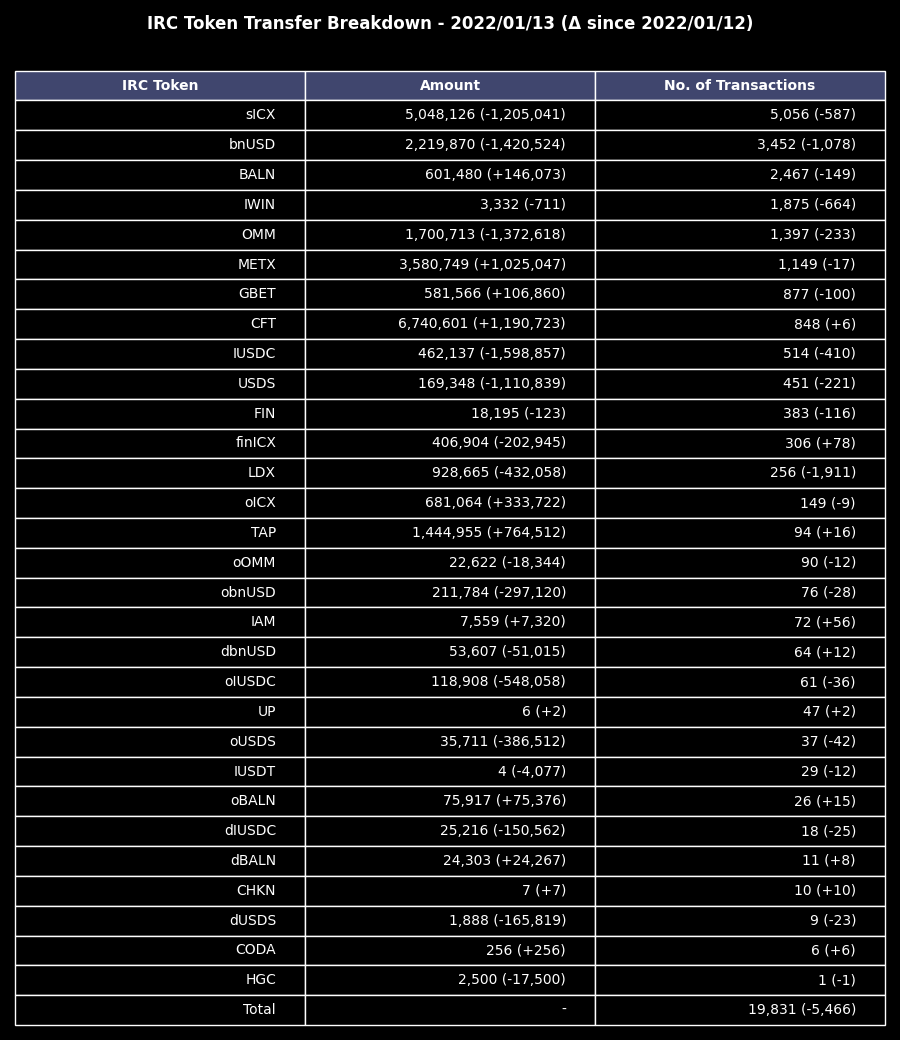 IRC Token Transfer Breakdown - 2022/01/13 (Δ since 2022/01/12)
IRC Token Amount No. of Transactions
sICX 5,048,126 (-1,205,041) 5,056 (-587)
bnUSD 2,219,870 (-1,420,524) 3,452 (-1,078)
BALN 601,480 (+146,073) 2,467 (-149)
IWIN 3,332 (-711) 1,875 (-664)
OMM 1,700,713 (-1,372,618) 1,397 (-233)
METX 3,580,749 (+1,025,047) 1,149 (-17)
GBET 581,566 (+106,860) 877 (-100)
CFT 6,740,601 (+1,190,723) 848 (+6)
IUSDC 462,137 (-1,598,857) 514 (-410)
USDS 169,348 (-1,110,839) 451 (-221)
FIN 18,195 (-123) 383 (-116)
finICX 406,904 (-202,945) 306 (+78)
LDX 928,665 (-432,058) 256 (-1,911)
oICX 681,064 (+333,722) 149 (-9)
TAP 1,444,955 (+764,512) 94 (+16)
oOMM 22,622 (-18,344) 90 (-12)
obnUSD 211,784 (-297,120) 76 (-28)
IAM 7,559 (+7,320) 72 (+56)
dbnUSD 53,607 (-51,015) 64 (+12)
oIUSDC 118,908 (-548,058) 61 (-36)
UP 6 (+2) 47 (+2)
oUSDS 35,711 (-386,512) 37 (-42)
IUSDT 4 (-4,077) 29 (-12)
oBALN 75,917 (+75,376) 26 (+15)
dIUSDC 25,216 (-150,562) 18 (-25)
dBALN 24,303 (+24,267) 11 (+8)
CHKN 7 (+7) 10 (+10)
dUSDS 1,888 (-165,819) 9 (-23)
CODA 256 (+256) 6 (+6)
HGC 2,500 (-17,500) 1 (-1)
Total - 19,831 (-5,466)